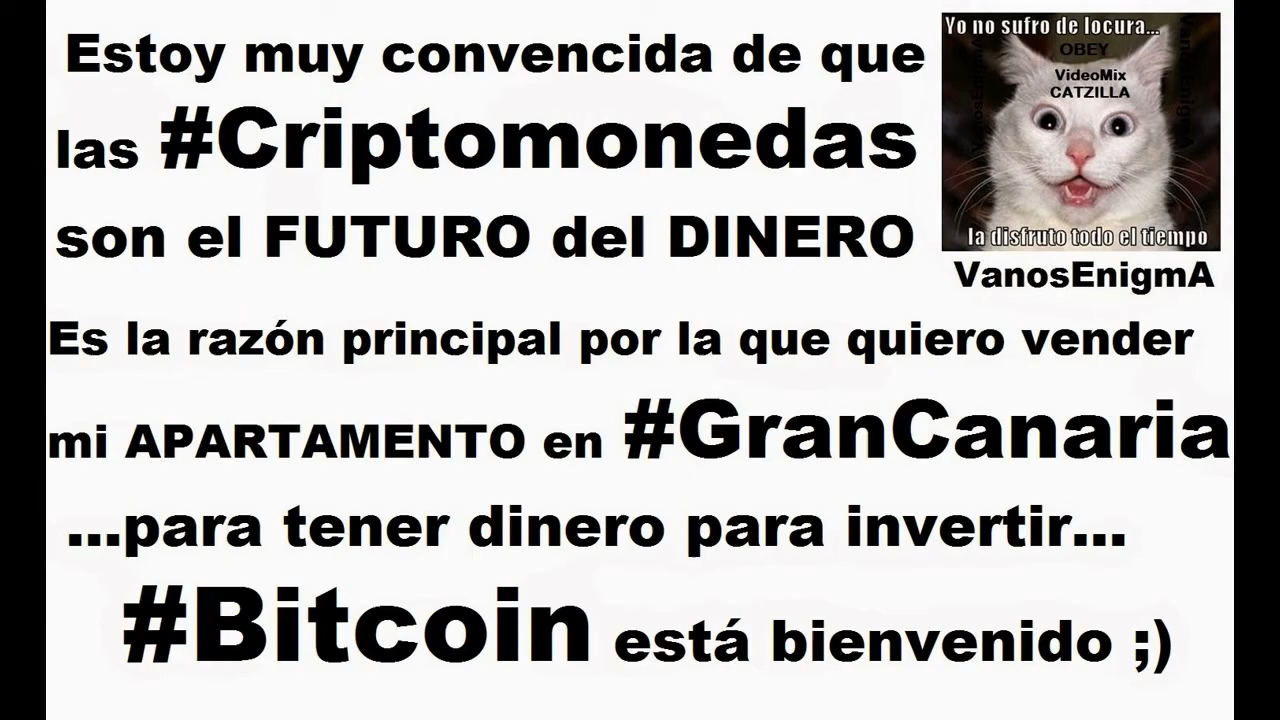 Estoy muy convencida de que
las #Criptomonedas
son el FUTURO del DINERO
Yo no sufro de locura...
OBEY
VideoMix
CATZILLA
la disfruto todo el tiempo
VanosEnigmA
Es la razón principal por la que quiero vender
mi APARTAMENTO en #GranCanaria
...para tener dinero para invertir...
#Bitcoin está bienvenido ;)